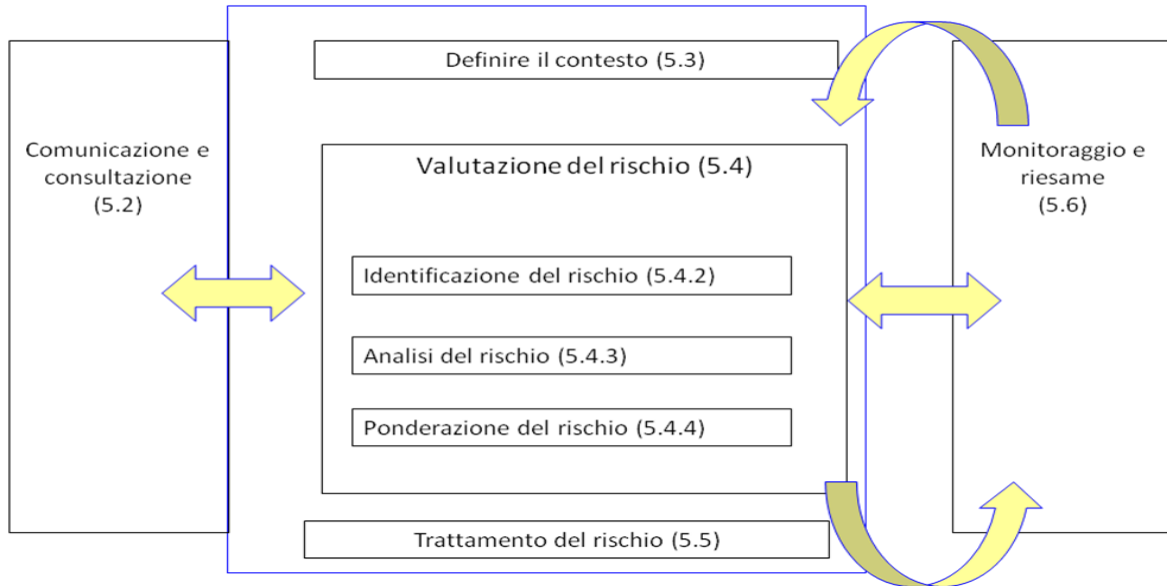 Definire il contesto (5.3)
Comunicazione e
consultazione
(5.2)
Valutazione del rischio (5.4)
Identificazione del rischio (5.4.2)
Analisi del rischio (5.4.3)
Ponderazione del rischio (5.4.4)
Trattamento del rischio (5.5)
Monitoraggio e
riesame
(5.6)